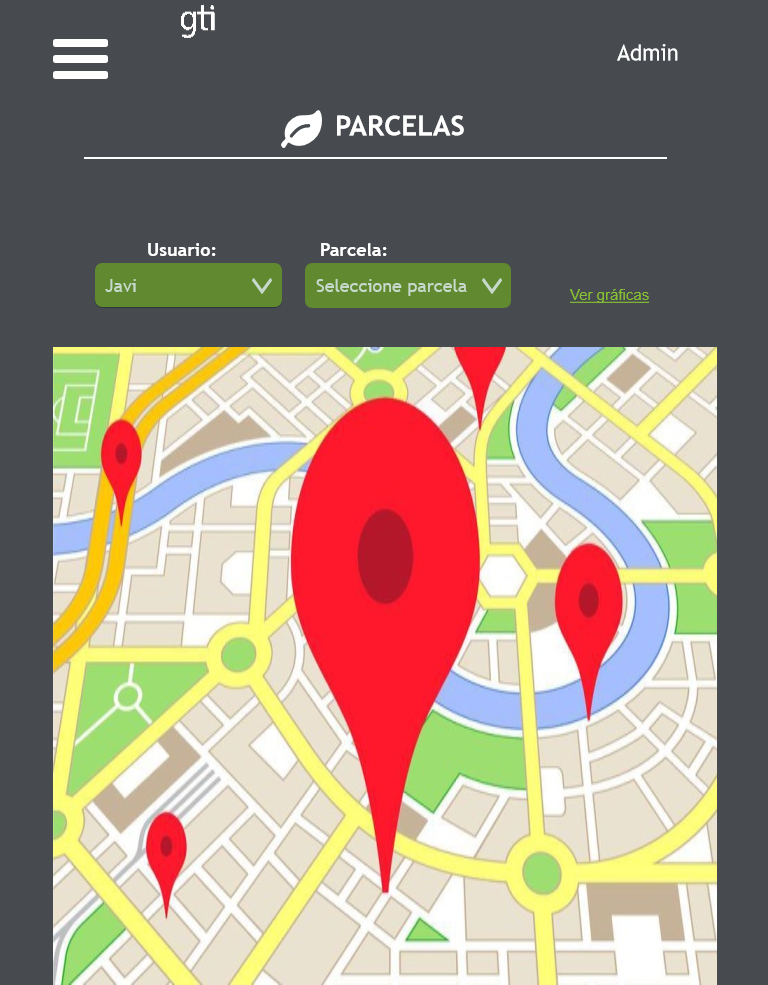 gti
Admin
PARCELAS
Usuario:
Parcela:
Javi
Seleccione parcela
Ver gráficas